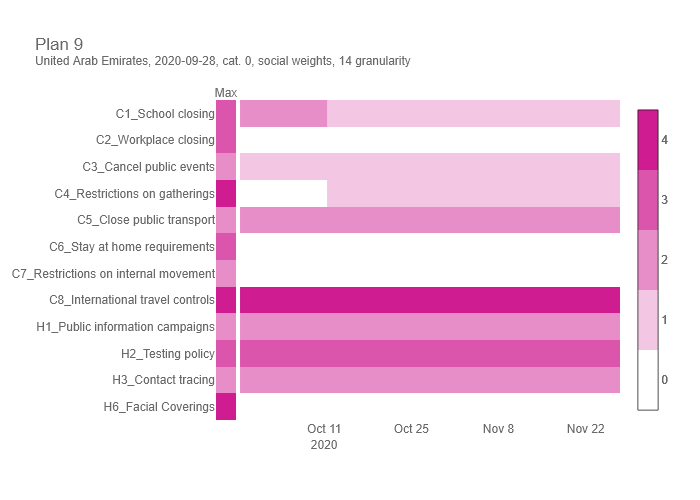 Plan 9
United Arab Emirates, 2020-09-28, cat. 0, social weights, 14 granularity
Max
C1_School closing
C2_Workplace closing
C3_Cancel public events
C4_Restrictions on gatherings
C5_Close public transport
C6_Stay at home requirements
C7_Restrictions on internal movement
C8_International travel controls
H1_Public information campaigns
H2_Testing policy
H3_Contact tracing
H6_Facial Coverings
4
3
2
1
0
Oct 11 Oct 25 Nov 8 Nov 22
2020